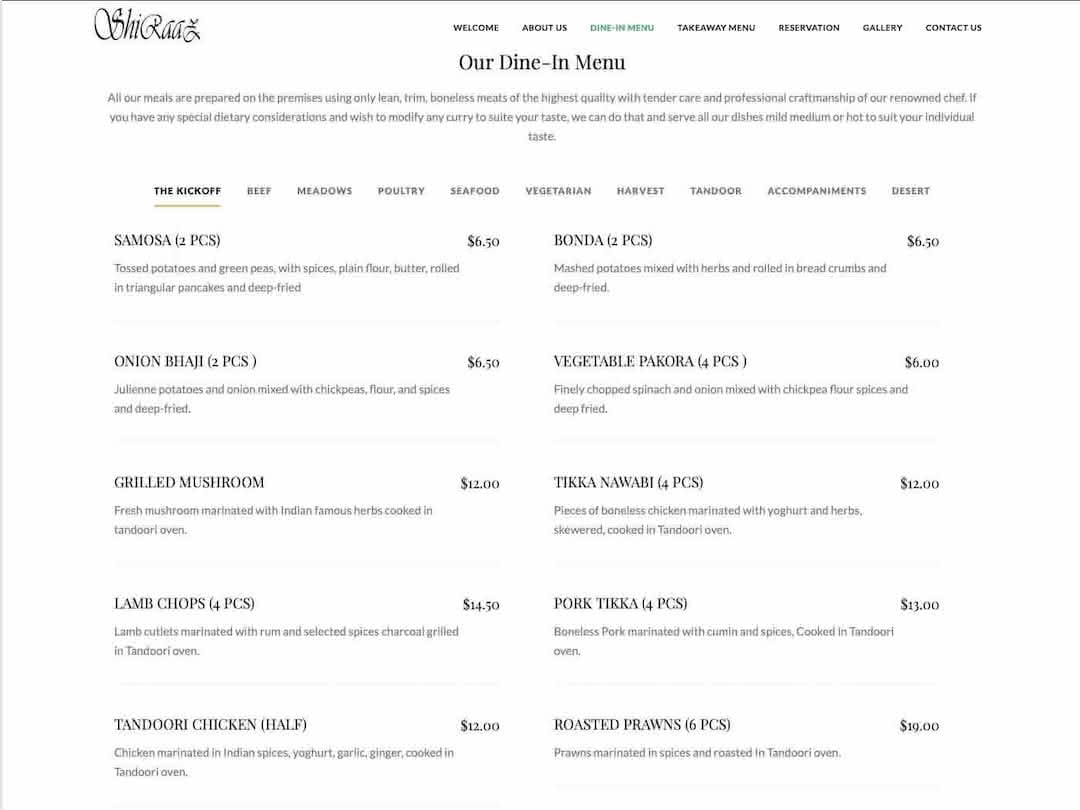 ShiRaaz
WELCOME
ABOUT US
DINE-IN MENU
TAKEAWAY MENU
RESERVATION
GALLERY
CONTACT US
Our Dine-In Menu
All our meals are prepared on the premises using only lean, trim, boneless meats of the highest quality with tender care and professional craftmanship of our renowned chef. If
you have any special dietary considerations and wish to modify any curry to suite your taste, we can do that and serve all our dishes mild medium or hot to suit your individual
taste.
THE KICKOFF
BEEF
MEADOWS
POULTRY
SEAFOOD
VEGETARIAN
HARVEST
TANDOOR
ACCOMPANIMENTS
DESERT
SAMOSA (2 PCS) $6.50
Tossed potatoes and green peas, with spices, plain flour, butter, rolled
in triangular pancakes and deep-fried
BONDA (2 PCS) $6.50
Mashed potatoes mixed with herbs and rolled in bread crumbs and
deep-fried.
ONION BHAJI (2 PCS ) $6.50
Julienne potatoes and onion mixed with chickpeas, flour, and spices
and deep-fried.
VEGETABLE PAKORA (4 PCS ) $6.00
Finely chopped spinach and onion mixed with chickpea flour spices and
deep fried.
GRILLED MUSHROOM $12.00
Fresh mushroom marinated with Indian famous herbs cooked in
tandoori oven.
TIKKA NAWABI (4 PCS) $12.00
Pieces of boneless chicken marinated with yoghurt and herbs,
skewered, cooked in Tandoori oven.
LAMB CHOPS (4 PCS) $14.50
Lamb cutlets marinated with rum and selected spices charcoal grilled
in Tandoori oven.
PORK TIKKA (4 PCS) $13.00
Boneless Pork marinated with cumin and spices, Cooked in Tandoori
oven.
TANDOORI CHICKEN (HALF) $12.00
Chicken marinated in Indian spices, yoghurt, garlic, ginger, cooked in
Tandoori oven.
ROASTED PRAWNS (6 PCS) $19.00
Prawns marinated in spices and roasted in Tandoori oven.